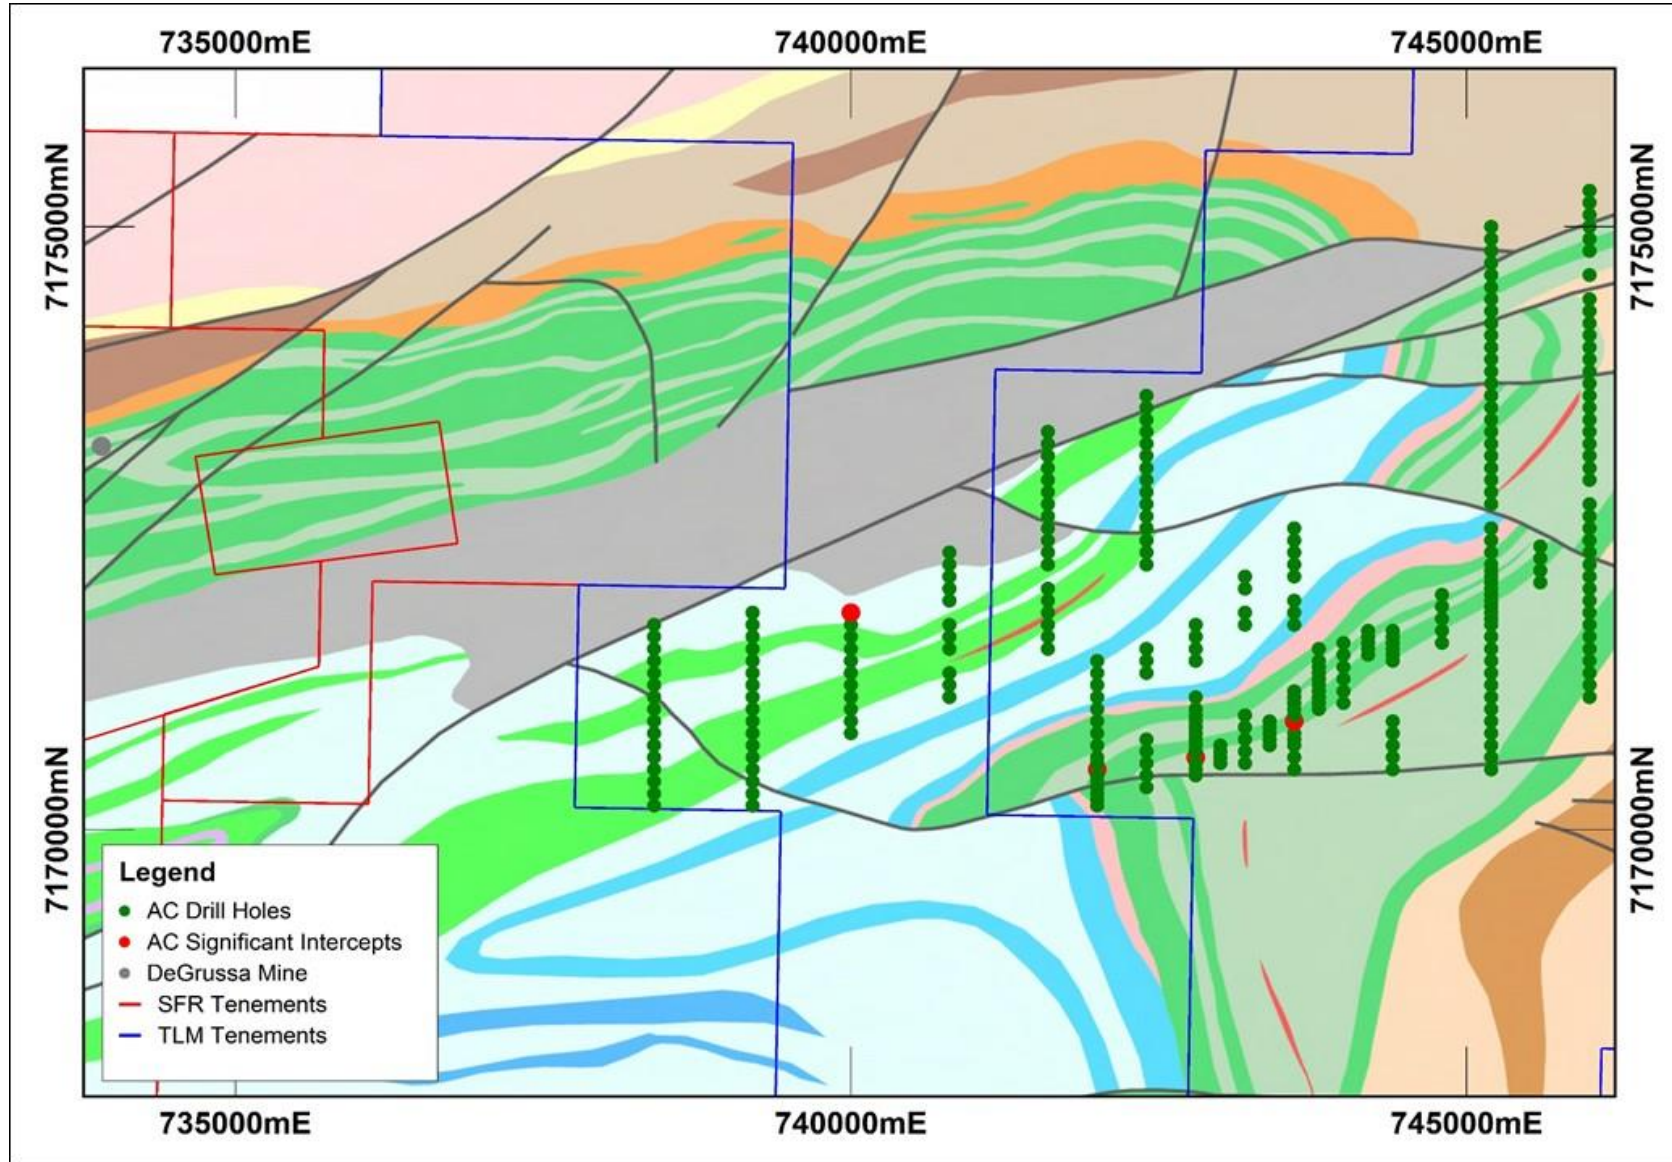 735000mE 740000mE 745000mE
7175000mN
7175000mN
7170000mN
7170000mN
Legend
AC Drill Holes
AC Significant Intercepts
DeGrussa Mine
SFR Tenements
TLM Tenements
735000mE 740000mE 745000mE